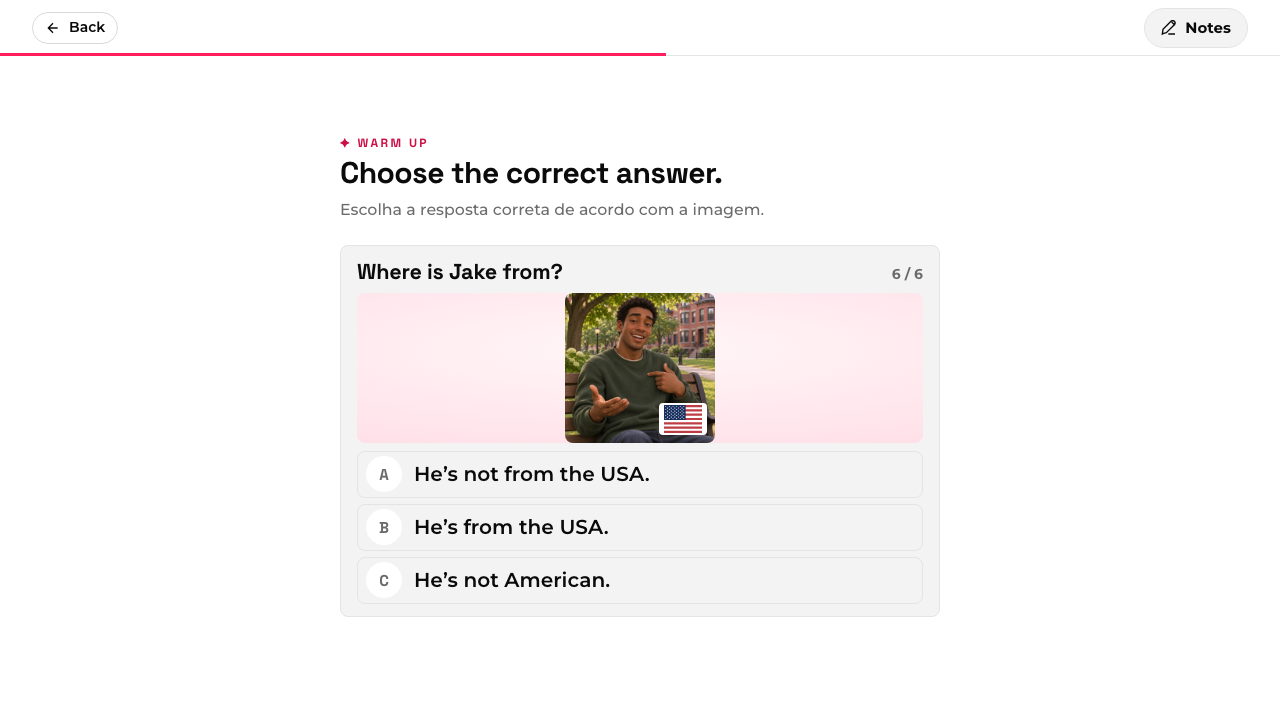 Back
Notes
WARM UP
Choose the correct answer.
Escolha a resposta correta de acordo com a imagem.
Where is Jake from?
6 / 6
A
He’s not from the USA.
B
He’s from the USA.
C
He’s not American.